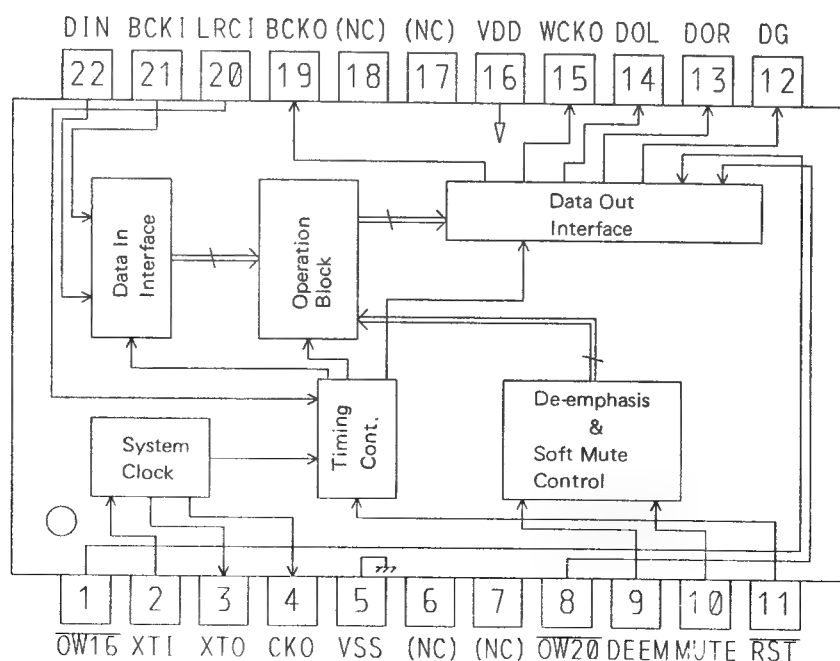 DIN BCKI LRCI BCKO (NC) (NC) VDD WCKO DOL DOR DG
22 21 20 19 18 17 16 15 14 13 12
Data In
Interface
Operation
Block
Data Out
Interface
System
Clock
Timing
Cont.
De-emphasis
&
Soft Mute
Control
1 2 3 4 5 6 7 8 9 10 11
OW16 XTI XTO CKO VSS (NC) (NC) OW20 DEEM MUTE RST